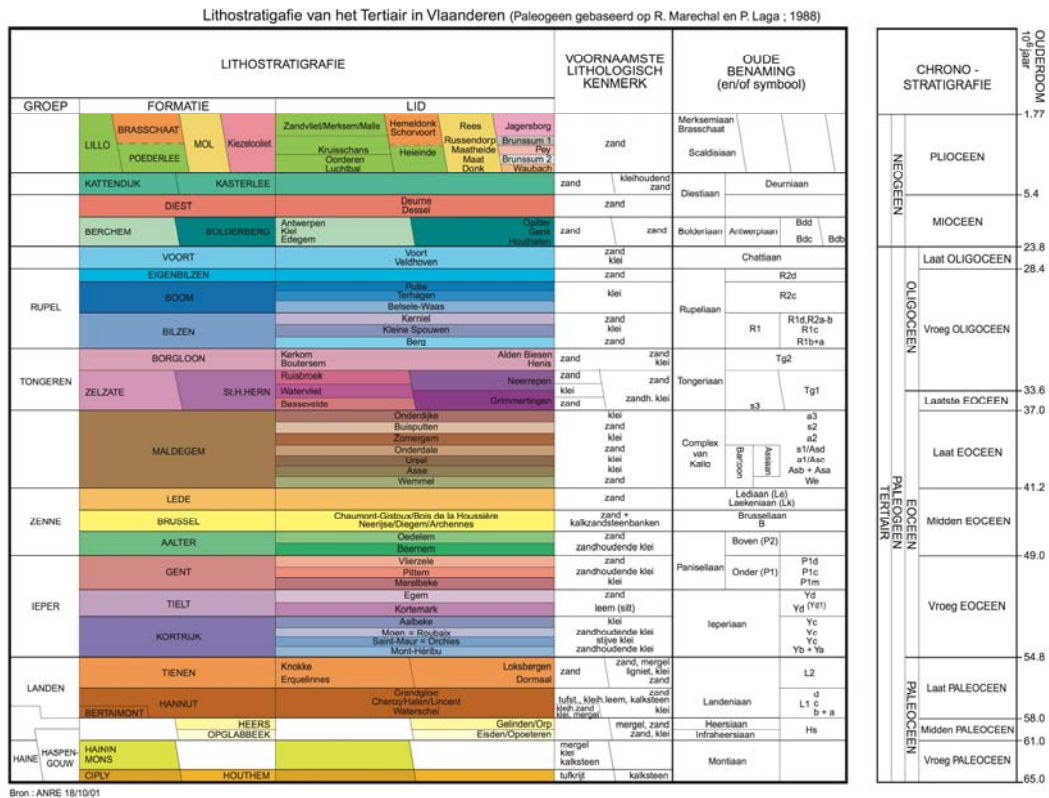 Lithostratigafie van het Tertiair in Vlaanderen (Paleogeen gebaseerd op R. Marechal en P. Laga ; 1988)
LITHOSTRATIGRAFIE
VOORNAAMSTE
LITHOLOGISCH
KENMERK
OUDE
BENAMING
(en/of symbool)
GROEP FORMATIE LID
LILLO
BRASSCHAAT
POEDERLEE
MOL
Kiezelooliet
Zandvliet/Merksem/Malle
Kruisschans
Oorderen
Luchtbal
Hemeldonk
Schorvoort
Heieinde
Rees
Russendorp
Maatheide
Maat
Donk
Jagersborg
Brunssum 1
Pey
Brunssum 2
Waubach
zand
Merksemiaan
Brasschaat
Scaldisiaan
KATTENDIJK KASTERLEE
zand
kleihoudend
zand
Diestiaan
Deurniaan
DIEST
Deurne
Dessel
zand
BERCHEM BOLDERBERG
Antwerpen
Kiel
Edegem
Opitter
Genk
Houthalen
zand zand
Bolderiaan Antwerpiaan
Bdd
Bdc Bdb
VOORT
Voort
Veldhoven
zand
klei
Chattiaan
RUPEL
EIGENBILZEN
zand
R2d
BOOM
Putte
Terhagen
Belsele-Waas
klei
R2c
Rupeliaan
BILZEN
Kerniel
Kleine Spouwen
Berg
zand
klei
zand
R1
R1d,R2a-b
R1c
R1b+a
TONGEREN
BORGLOON
Kerkom
Boutersem
Alden Biesen
Henis
zand
zand
klei
Tg2
Tongeriaan
ZELZATE St.H.HERN
Ruisbroek
Watervliet
Bassevelde
Neerrepen
Grimmertingen
zand
klei
zand
zand
zandh. klei
Tg1
s3
MALDEGEM
Onderdijke
Buisputten
Zomergem
Onderdale
Ursel
Asse
Wemmel
klei
zand
klei
zand
klei
klei
zand
Complex
van
Kallo
Bartoon
Assiaan
a3
s2
a2
s1/Asd
a1/Asc
Asb + Asa
We
ZENNE
LEDE
zand
Lediaan (Le)
Laekeniaan (Lk)
BRUSSEL
Chaumont-Gistoux/Bois de la Houssière
Neerijse/Diegem/Archennes
zand +
kalkzandsteenbanken
Brusseliaan
B
AALTER
Oedelem
Beernem
zand
zandhoudende klei
Paniseliaan
Boven (P2)
IEPER
GENT
Vlierzele
Pittem
Merelbeke
zand
zandhoudende klei
klei
Onder (P1)
P1d
P1c
P1m
TIELT
Egem
Kortemark
zand
leem (silt)
Ieperiaan
Yd
Yd (Yd1)
KORTRIJK
Aalbeke
Moen = Roubaix
Saint-Maur = Orchies
Mont-Héribu
klei
zandhoudende klei
stijve klei
zandhoudende klei
Yc
Yc
Yc
Yb + Ya
LANDEN
TIENEN
Knokke
Erquelinnes
Loksbergen
Dormaal
zand
zand, mergel
ligniet, klei
zand
L2
Landeniaan
BERTAIMONT HANNUT
Grandglise
Chercq/Halen/Lincent
Waterschei
zand
tufst., kleih.leem, kalksteen
kleih.zand
klei, mergel
klei
L1
d
c
b + a
HEERS
OPGLABBEEK
Gelinden/Orp
Eisden/Opoeteren
mergel, zand
zand, klei
Heersiaan
Infraheersiaan
Hs
HAINE
HASPEN-
GOUW
HAININ
MONS
mergel
klei
kalksteen
Montiaan
CIPLY HOUTHEM
tufkrijt kalksteen
Bron : ANRE 18/10/01
CHRONO -
STRATIGRAFIE
OUDERDOM
10⁶ jaar
TERTIAIR
NEOGEEN
PALEOGEEN
OLIGOCEEN
EOCEEN
PALEOCEEN
1.77
PLIOCEEN
5.4
MIOCEEN
23.8
Laat OLIGOCEEN
28.4
Vroeg OLIGOCEEN
33.6
Laatste EOCEEN
37.0
Laat EOCEEN
41.2
Midden EOCEEN
49.0
Vroeg EOCEEN
54.8
Laat PALEOCEEN
58.0
Midden PALEOCEEN
61.0
Vroeg PALEOCEEN
65.0